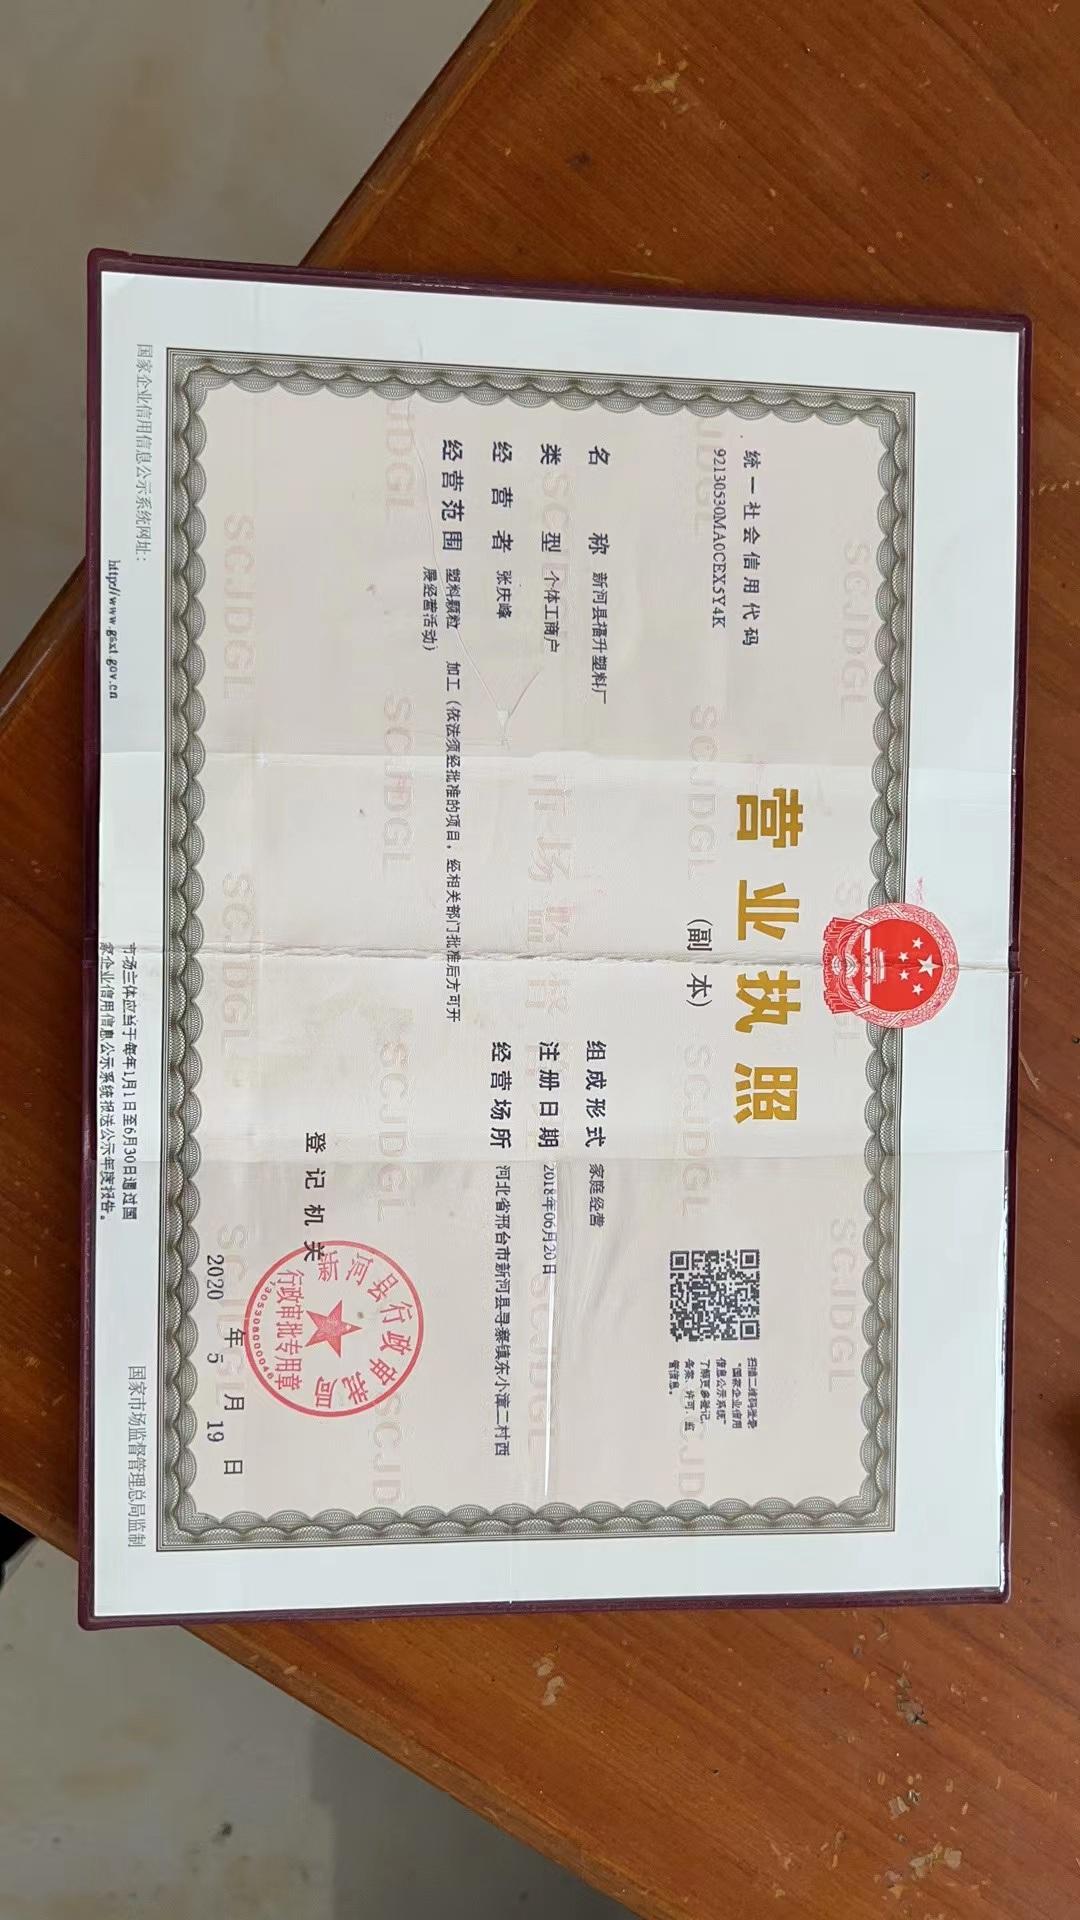 统一社会信用代码
92130530MA0CEX5Y4K
营业执照
(副本)
扫描二维码登录
“国家企业信用
信息公示系统”
了解更多登记、
备案、许可、监
管信息。
名称 新河县禧升塑料厂
类型 个体工商户
经营者 张庆峰
经营范围 塑料颗粒 加工（依法须经批准的项目，经相关部门批准后方可开
展经营活动）
组成形式 家庭经营
注册日期 2018年06月20日
经营场所 河北省邢台市新河县寻寨镇东小漳二村西
登记机关
新河县行政审批局
行政审批专用章
2020 年 5 月 19 日
国家企业信用信息公示系统网址：
http://www.gsxt.gov.cn
市场主体应当于每年1月1日至6月30日通过国
家企业信用信息公示系统报送公示年度报告。
国家市场监督管理总局监制